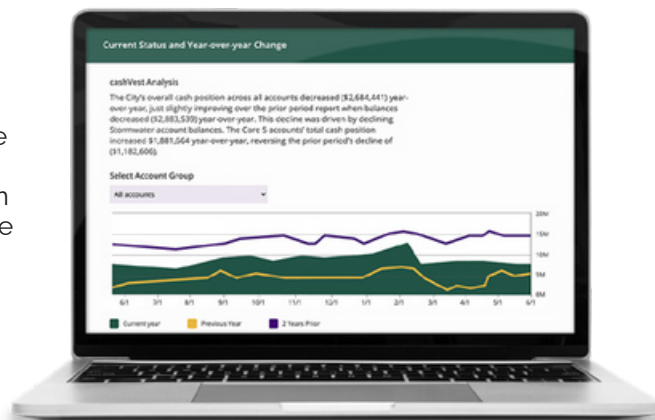 Current Status and Year-over-year Change
cashVest Analysis
The City's overall cash position across all accounts decreased ($2,684,441) year-
over-year, just slightly improving over the prior period report when balances
decreased ($2,883,539) year-over-year. This decline was driven by declining
Stormwater account balances. The Core 5 accounts' total cash position
increased $1,881,664 year-over-year, reversing the prior period's decline of
($1,182,606).
e
n
e
Select Account Group
All accounts
20M
15M
10M
5M
0M
6/1 7/1 8/1 9/1 10/1 11/1 12/1 1/1 2/1 3/1 4/1 5/1 6/1
Current year Previous Year 2 Years Prior